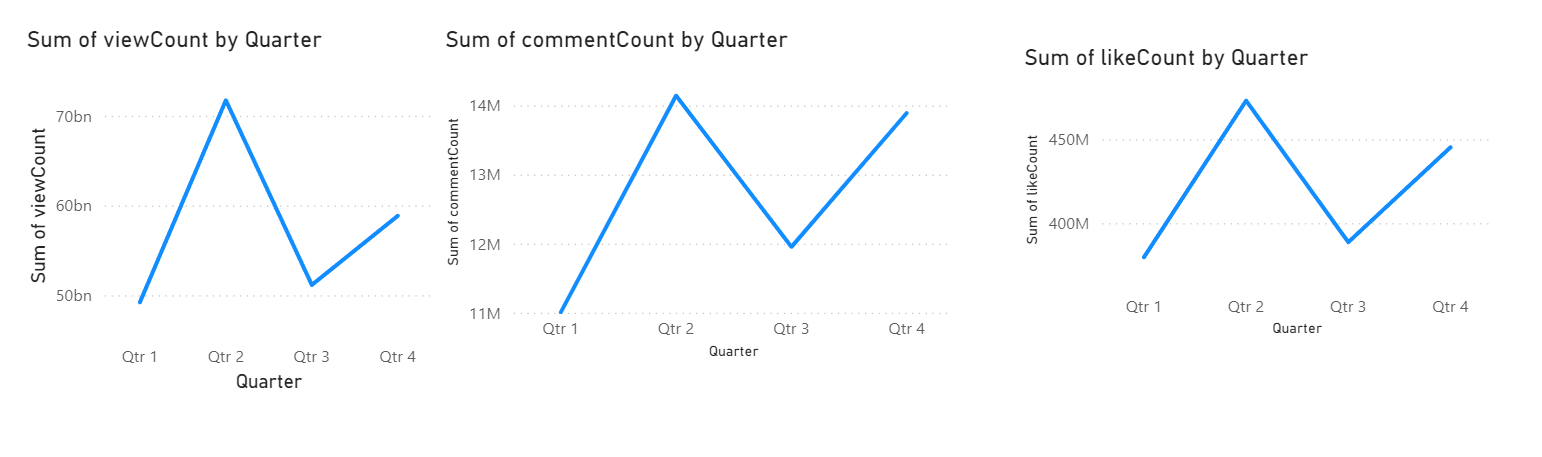 Sum of viewCount by Quarter
Sum of viewCount
70bn
60bn
50bn
Qtr 1 Qtr 2 Qtr 3 Qtr 4
Quarter
Sum of commentCount by Quarter
Sum of commentCount
14M
13M
12M
11M
Qtr 1 Qtr 2 Qtr 3 Qtr 4
Quarter
Sum of likeCount by Quarter
Sum of likeCount
450M
400M
Qtr 1 Qtr 2 Qtr 3 Qtr 4
Quarter